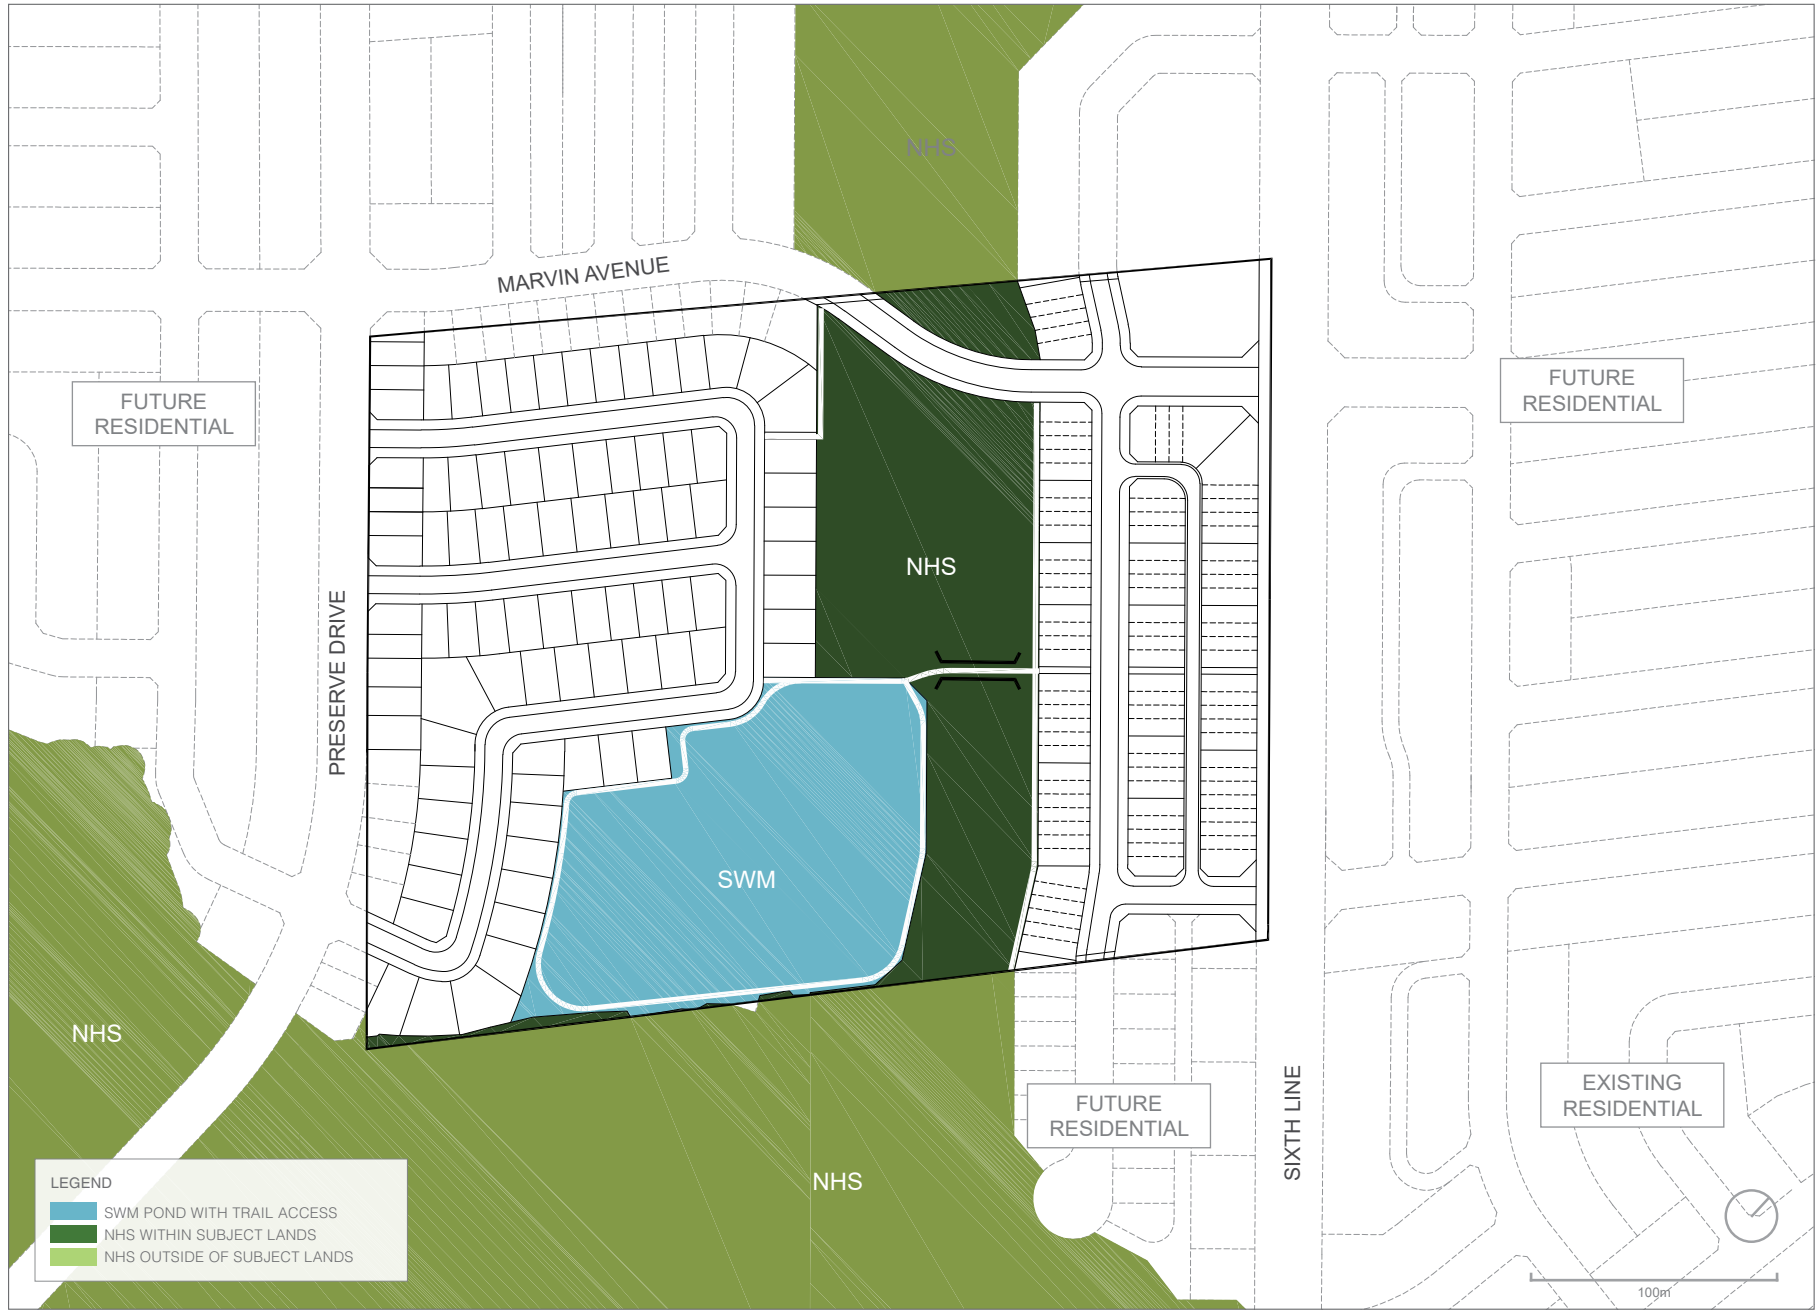 NHS
MARVIN AVENUE
FUTURE
RESIDENTIAL
FUTURE
RESIDENTIAL
NHS
PRESERVE DRIVE
SWM
NHS
FUTURE
RESIDENTIAL
SIXTH LINE
EXISTING
RESIDENTIAL
NHS
LEGEND
SWM POND WITH TRAIL ACCESS
NHS WITHIN SUBJECT LANDS
NHS OUTSIDE OF SUBJECT LANDS
100m